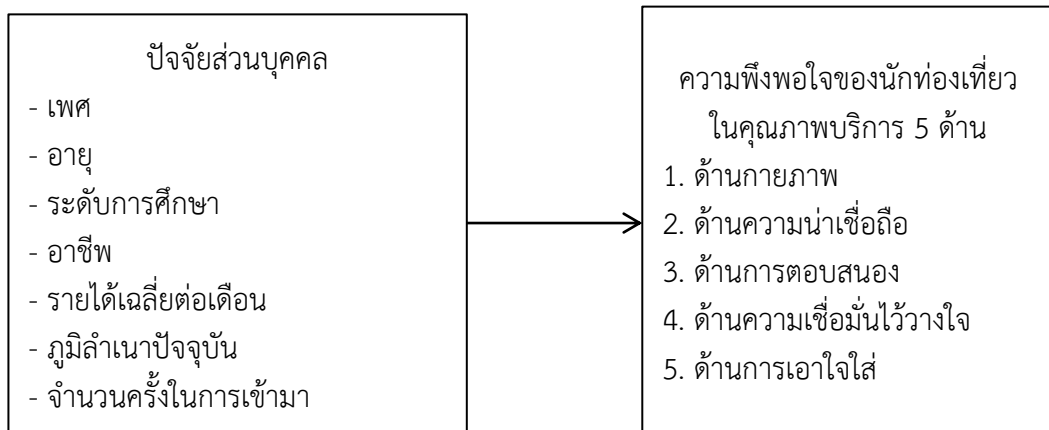 ปัจจัยส่วนบุคคล
- เพศ
- อายุ
- ระดับการศึกษา
- อาชีพ
- รายได้เฉลี่ยต่อเดือน
- ภูมิลำเนาปัจจุบัน
- จำนวนครั้งในการเข้ามา
ความพึงพอใจของนักท่องเที่ยว
ในคุณภาพบริการ 5 ด้าน
1. ด้านกายภาพ
2. ด้านความน่าเชื่อถือ
3. ด้านการตอบสนอง
4. ด้านความเชื่อมั่นไว้วางใจ
5. ด้านการเอาใจใส่